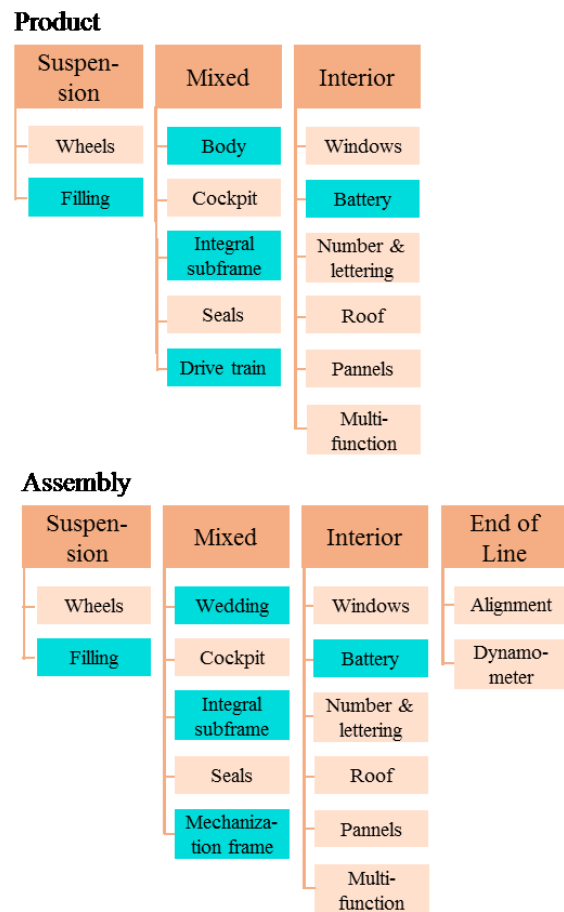 Product
Suspen-
sion
Mixed
Interior
Wheels
Body
Windows
Filling
Cockpit
Battery
Integral
subframe
Number &
lettering
Seals
Roof
Drive train
Pannels
Multi-
function
Assembly
Suspen-
sion
Mixed
Interior
End of
Line
Wheels
Wedding
Windows
Alignment
Filling
Cockpit
Battery
Dynamo-
meter
Integral
subframe
Number &
lettering
Seals
Roof
Mechaniza-
tion frame
Pannels
Multi-
function